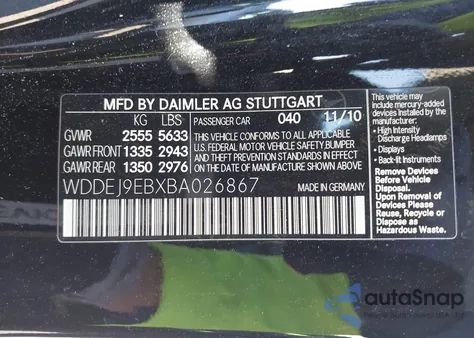 MFD BY DAIMLER AG STUTTGART
KG LBS PASSENGER CAR 040 11/10
GVWR 2555 5633 THIS VEHICLE CONFORMS TO ALL APPLICABLE
GAWR FRONT 1335 2943 U.S. FEDERAL MOTOR VEHICLE SAFETY, BUMPER
GAWR REAR 1350 2976 AND THEFT PREVENTION STANDARDS IN EFFECT
ON THE DATE OF MANUFACTURE SHOWN ABOVE.
WDDEJ9EBXBA026867
This vehicle may
include mercury-added
devices installed by the
Manufacturer:
• High Intensity
Discharge Headlamps
• Displays
• Back-lit Instruments
Remove Devices Before
Vehicle Disposal.
Upon Removal of Devices
Please Reuse, Recycle or
Dispose as
Hazardous Waste.
autoSnap